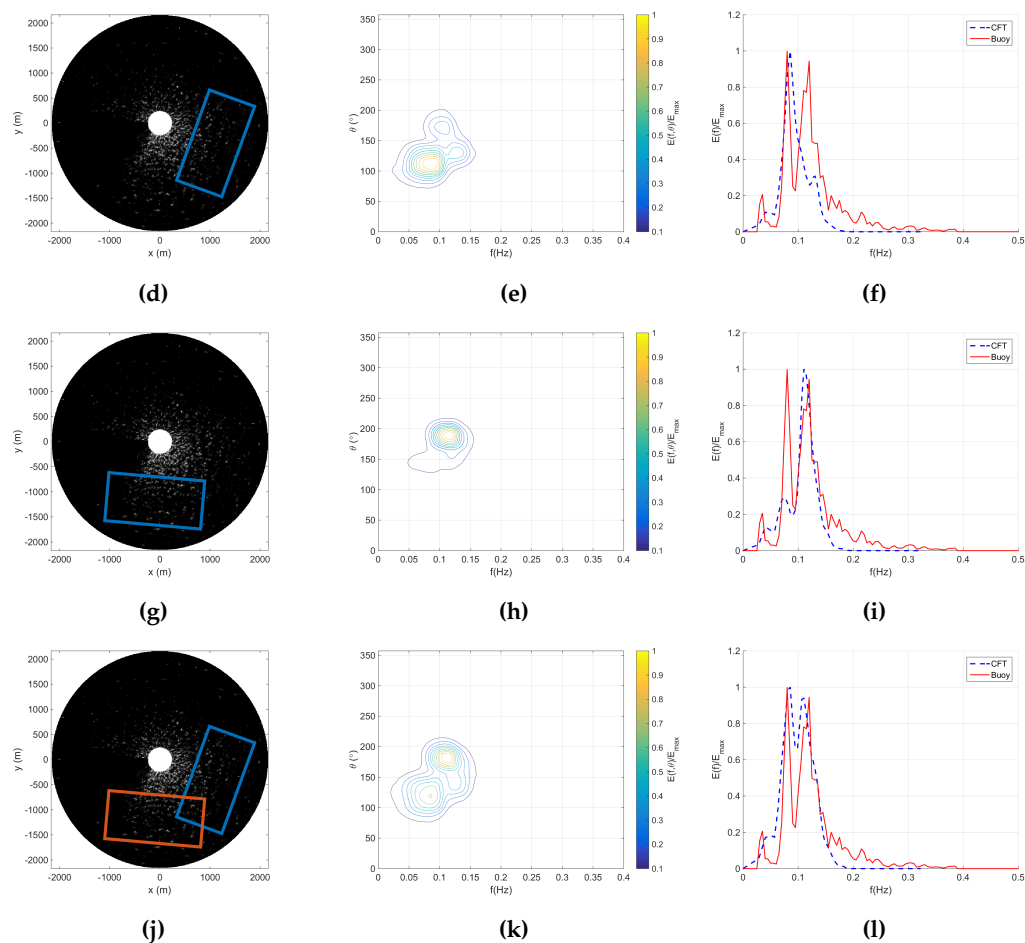 2000
1500
1000
500
0
-500
-1000
-1500
-2000
y (m)
-2000 -1000 0 1000 2000
x (m)
(d)
350
300
250
200
150
100
50
0
θ (°)
0 0.05 0.1 0.15 0.2 0.25 0.3 0.35 0.4
f(Hz)
1
0.9
0.8
0.7
0.6
0.5
0.4
0.3
0.2
0.1
E(f,θ)/E_max
(e)
1.2
1
0.8
0.6
0.4
0.2
0
E(f)/E_max
0 0.1 0.2 0.3 0.4 0.5
f(Hz)
CFT
Buoy
(f)
2000
1500
1000
500
0
-500
-1000
-1500
-2000
y (m)
-2000 -1000 0 1000 2000
x (m)
(g)
350
300
250
200
150
100
50
0
θ (°)
0 0.05 0.1 0.15 0.2 0.25 0.3 0.35 0.4
f(Hz)
1
0.9
0.8
0.7
0.6
0.5
0.4
0.3
0.2
0.1
E(f,θ)/E_max
(h)
1.2
1
0.8
0.6
0.4
0.2
0
E(f)/E_max
0 0.1 0.2 0.3 0.4 0.5
f(Hz)
CFT
Buoy
(i)
2000
1500
1000
500
0
-500
-1000
-1500
-2000
y (m)
-2000 -1000 0 1000 2000
x (m)
(j)
350
300
250
200
150
100
50
0
θ (°)
0 0.05 0.1 0.15 0.2 0.25 0.3 0.35 0.4
f(Hz)
1
0.9
0.8
0.7
0.6
0.5
0.4
0.3
0.2
0.1
E(f,θ)/E_max
(k)
1.2
1
0.8
0.6
0.4
0.2
0
E(f)/E_max
0 0.1 0.2 0.3 0.4 0.5
f(Hz)
CFT
Buoy
(l)